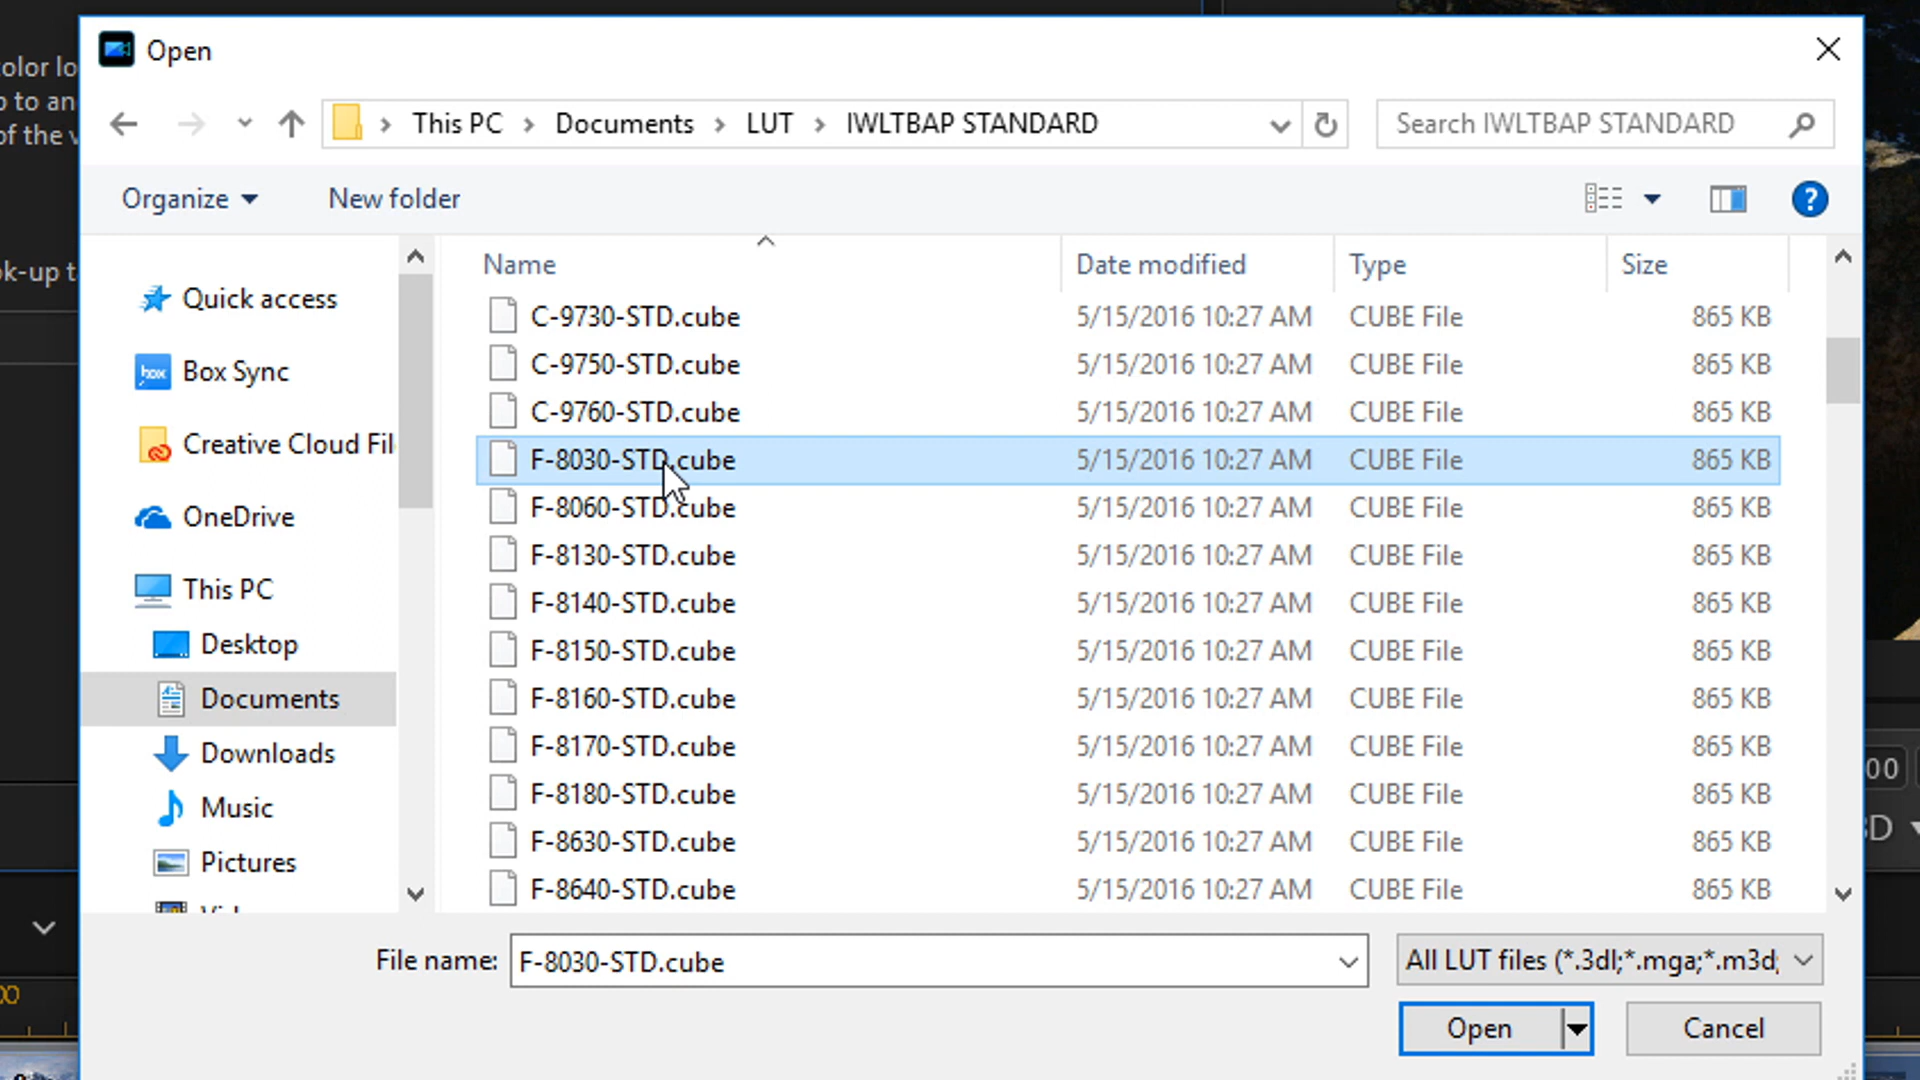 Open
olor lo
o to an
of the v
ok-up t
This PC
Documents
LUT
IWLTBAP STANDARD
Search IWLTBAP STANDARD
Organize
New folder
?
Name
Date modified
Type
Size
Quick access
box
Box Sync
Creative Cloud Fil
OneDrive
This PC
Desktop
Documents
Downloads
Music
Pictures
C-9730-STD.cube 5/15/2016 10:27 AM CUBE File 865 KB
C-9750-STD.cube 5/15/2016 10:27 AM CUBE File 865 KB
C-9760-STD.cube 5/15/2016 10:27 AM CUBE File 865 KB
F-8030-STD.cube 5/15/2016 10:27 AM CUBE File 865 KB
F-8060-STD.cube 5/15/2016 10:27 AM CUBE File 865 KB
F-8130-STD.cube 5/15/2016 10:27 AM CUBE File 865 KB
F-8140-STD.cube 5/15/2016 10:27 AM CUBE File 865 KB
F-8150-STD.cube 5/15/2016 10:27 AM CUBE File 865 KB
F-8160-STD.cube 5/15/2016 10:27 AM CUBE File 865 KB
F-8170-STD.cube 5/15/2016 10:27 AM CUBE File 865 KB
F-8180-STD.cube 5/15/2016 10:27 AM CUBE File 865 KB
F-8630-STD.cube 5/15/2016 10:27 AM CUBE File 865 KB
F-8640-STD.cube 5/15/2016 10:27 AM CUBE File 865 KB
00
D
File name: F-8030-STD.cube
All LUT files (*.3dl;*.mga;*.m3d;
00
Open
Cancel